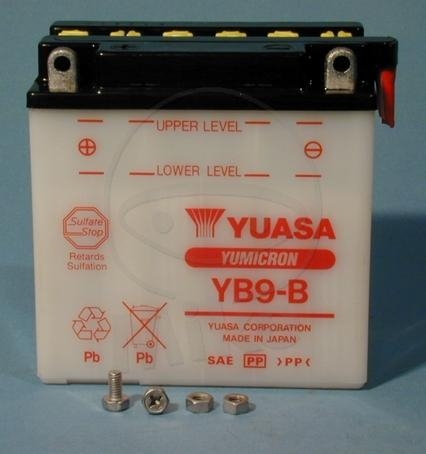 UPPER LEVEL
LOWER LEVEL
Sulfate
Stop
Retards
Sulfation
YUASA
YUMICRON
YB9-B
YUASA CORPORATION
MADE IN JAPAN
Pb
Pb
SAE PP >PP<